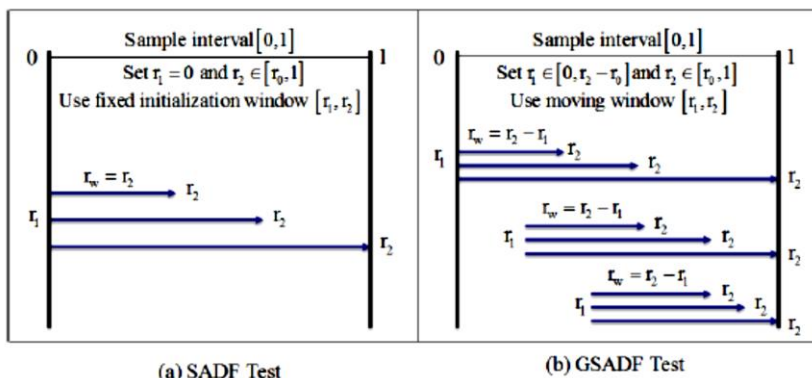 0
Sample interval [0,1]
1
Set r₁ = 0 and r₂ ∈ [r₀,1]
Use fixed initialization window [r₁, r₂]
r_w = r₂
r₂
r₁
r₂
r₂
(a) SADF Test
0
Sample interval [0,1]
1
Set r₁ ∈ [0, r₂ − r₀] and r₂ ∈ [r₀,1]
Use moving window [r₁, r₂]
r_w = r₂ − r₁
r₂
r₁
r₂
r₂
r_w = r₂ − r₁
r₂
r₁
r₂
r₂
r_w = r₂ − r₁
r₂
r₁
r₂
r₂
(b) GSADF Test